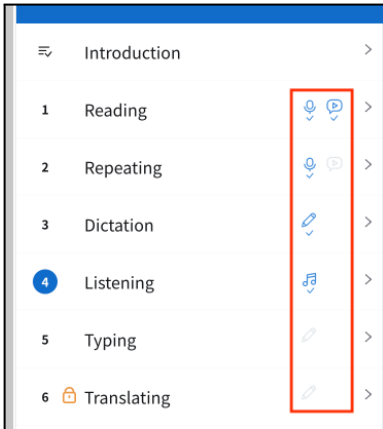 Introduction
1 Reading
2 Repeating
3 Dictation
4 Listening
5 Typing
6 Translating